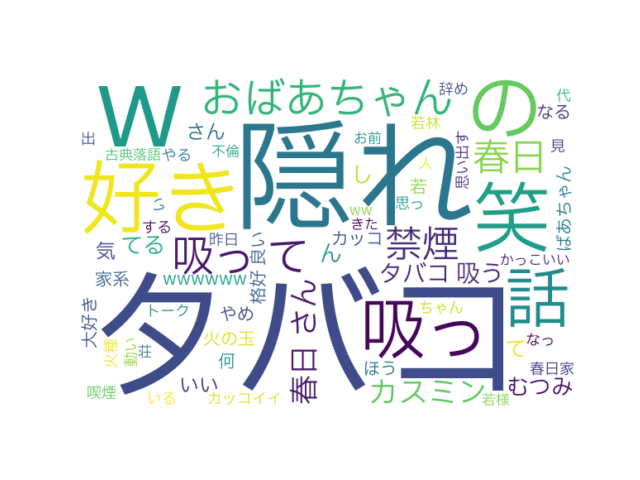 w
おばあちゃん
の
辞め
なる
代
出
さん
若林
お前
思い出す
見
古典落語
やる
不倫
隠れ
人
春日
好き
し
若
ばあちゃん
っ
ww
思っ
笑
する
きた
気
てる
吸って
昨日
良い
カッコ
ん
禁煙
かっこいい
家系
wwwwww
格好
タバコ 吸う
話
大好き
トーク
やめ
春日 さん
タバコ
吸っ
ちゃん
なっ
火種
動い
荘
火の玉
何
ほう
て
春日家
喫煙
いる
いい
カッコイイ
カスミン
若様
むつみ